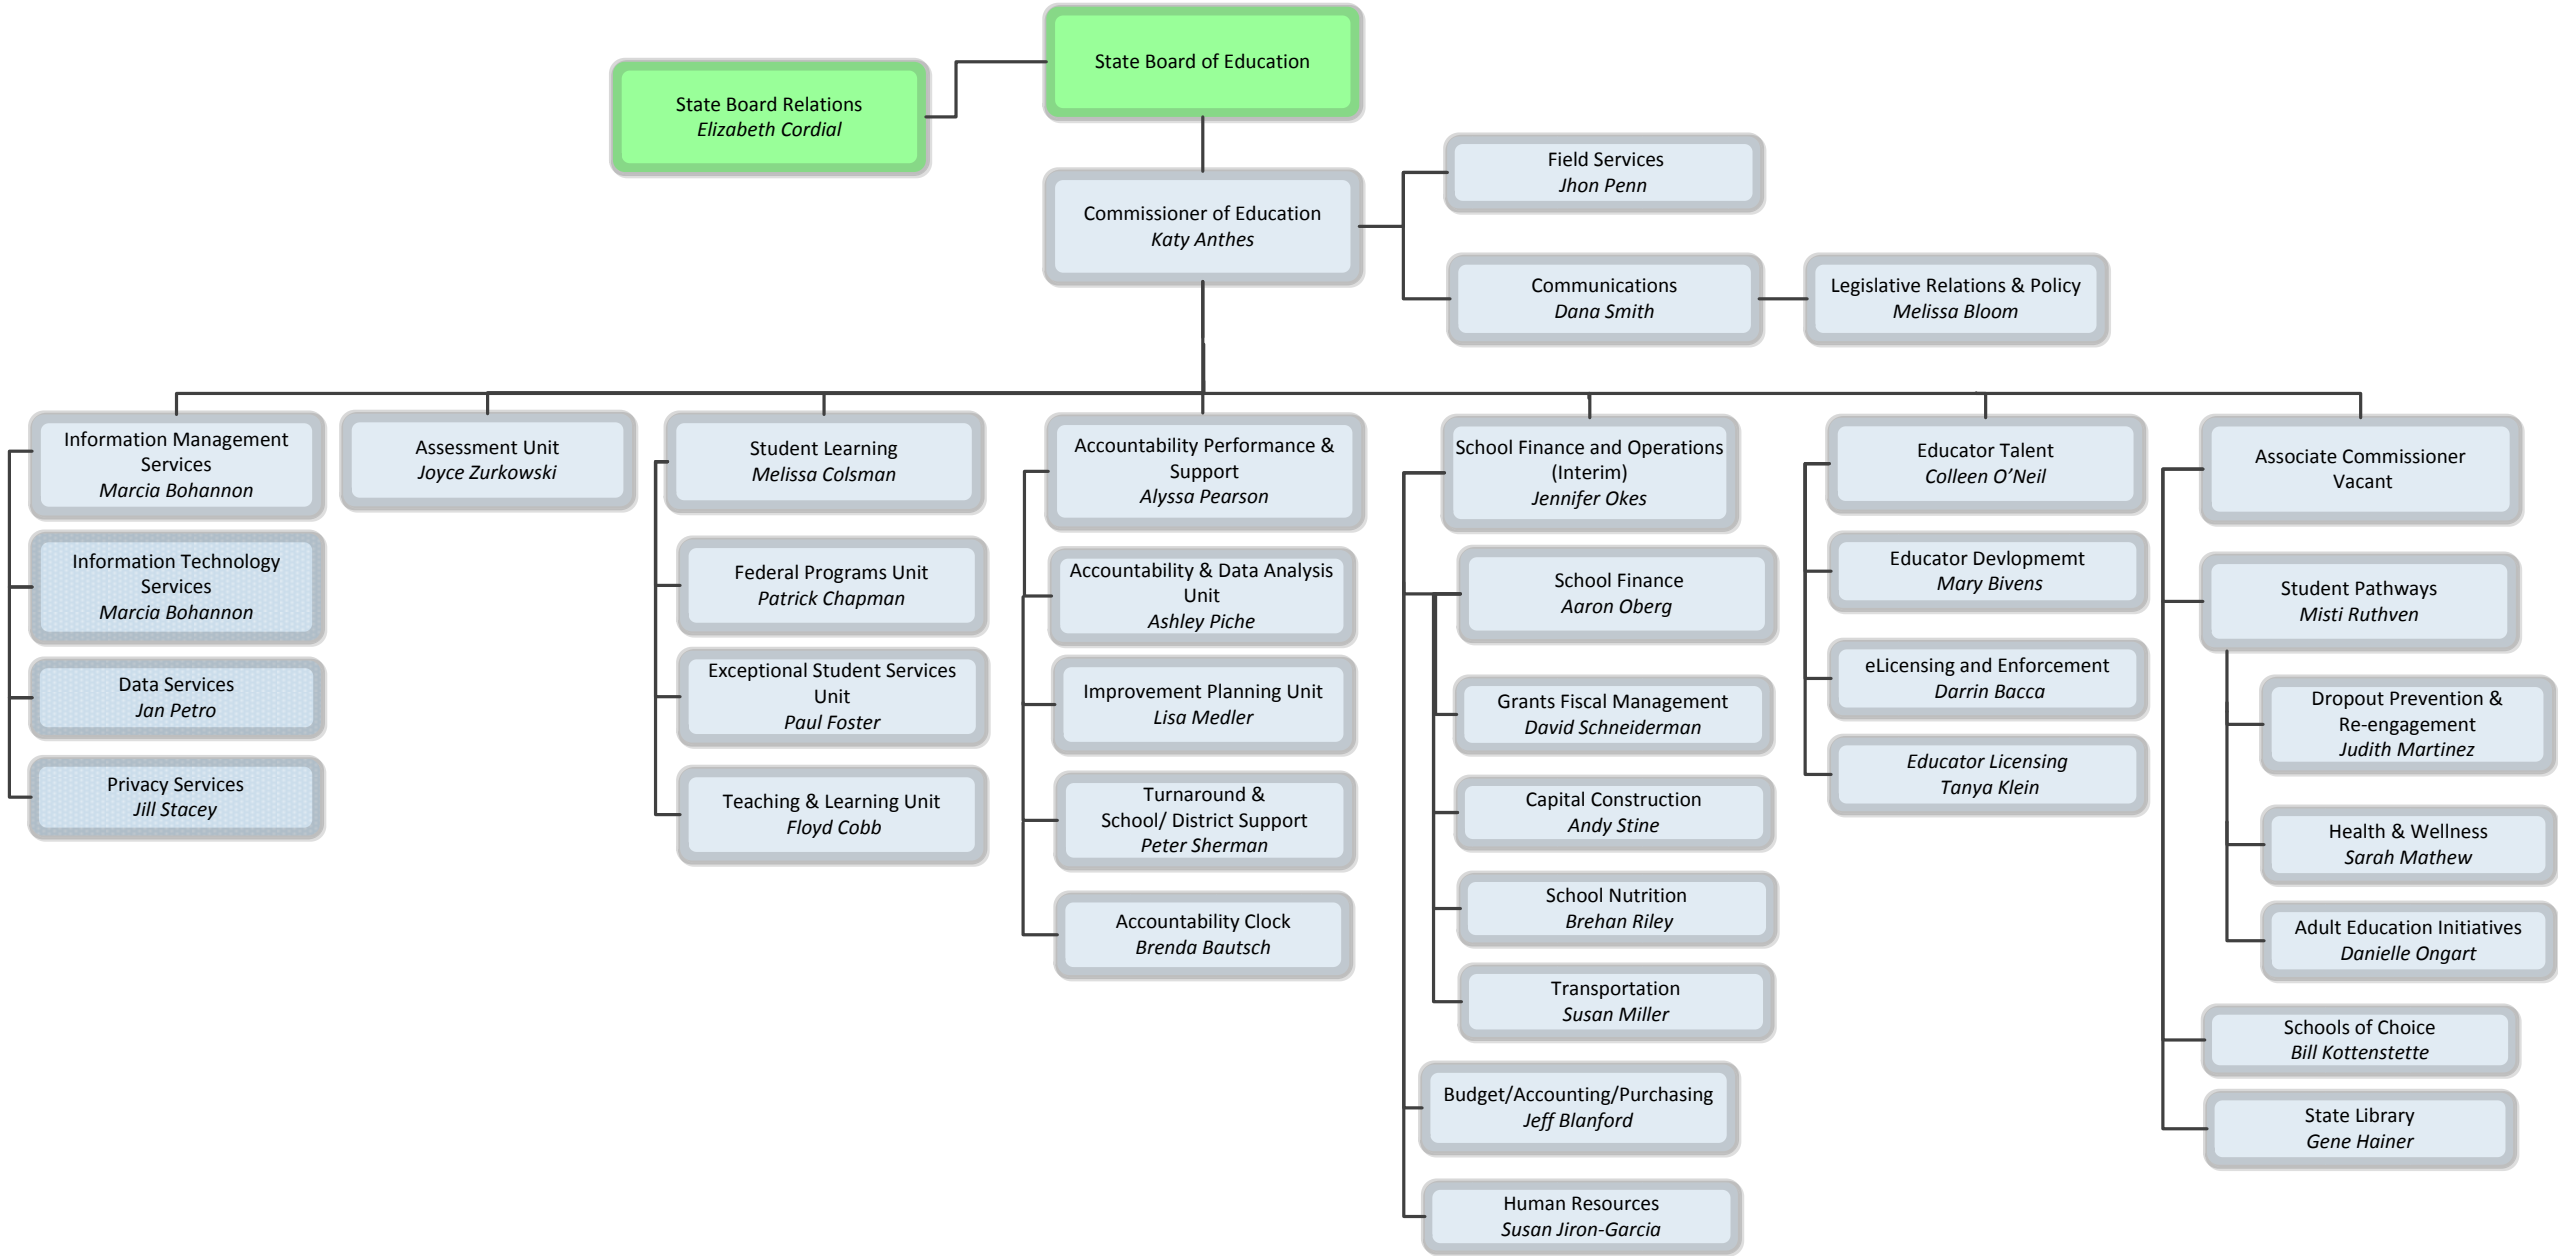 State Board of Education
State Board Relations
Elizabeth Cordial
Commissioner of Education
Katy Anthes
Field Services
Jhon Penn
Communications
Dana Smith
Legislative Relations & Policy
Melissa Bloom
Information Management
Services
Marcia Bohannon
Information Technology
Services
Marcia Bohannon
Data Services
Jan Petro
Privacy Services
Jill Stacey
Assessment Unit
Joyce Zurkowski
Student Learning
Melissa Colsman
Federal Programs Unit
Patrick Chapman
Exceptional Student Services
Unit
Paul Foster
Teaching & Learning Unit
Floyd Cobb
Accountability Performance &
Support
Alyssa Pearson
Accountability & Data Analysis
Unit
Ashley Piche
Improvement Planning Unit
Lisa Medler
Turnaround &
School/ District Support
Peter Sherman
Accountability Clock
Brenda Bautsch
School Finance and Operations
(Interim)
Jennifer Okes
School Finance
Aaron Oberg
Grants Fiscal Management
David Schneiderman
Capital Construction
Andy Stine
School Nutrition
Brehan Riley
Transportation
Susan Miller
Budget/Accounting/Purchasing
Jeff Blanford
Human Resources
Susan Jiron-Garcia
Educator Talent
Colleen O’Neil
Educator Devlopmemt
Mary Bivens
eLicensing and Enforcement
Darrin Bacca
Educator Licensing
Tanya Klein
Associate Commissioner
Vacant
Student Pathways
Misti Ruthven
Dropout Prevention &
Re-engagement
Judith Martinez
Health & Wellness
Sarah Mathew
Adult Education Initiatives
Danielle Ongart
Schools of Choice
Bill Kottenstette
State Library
Gene Hainer